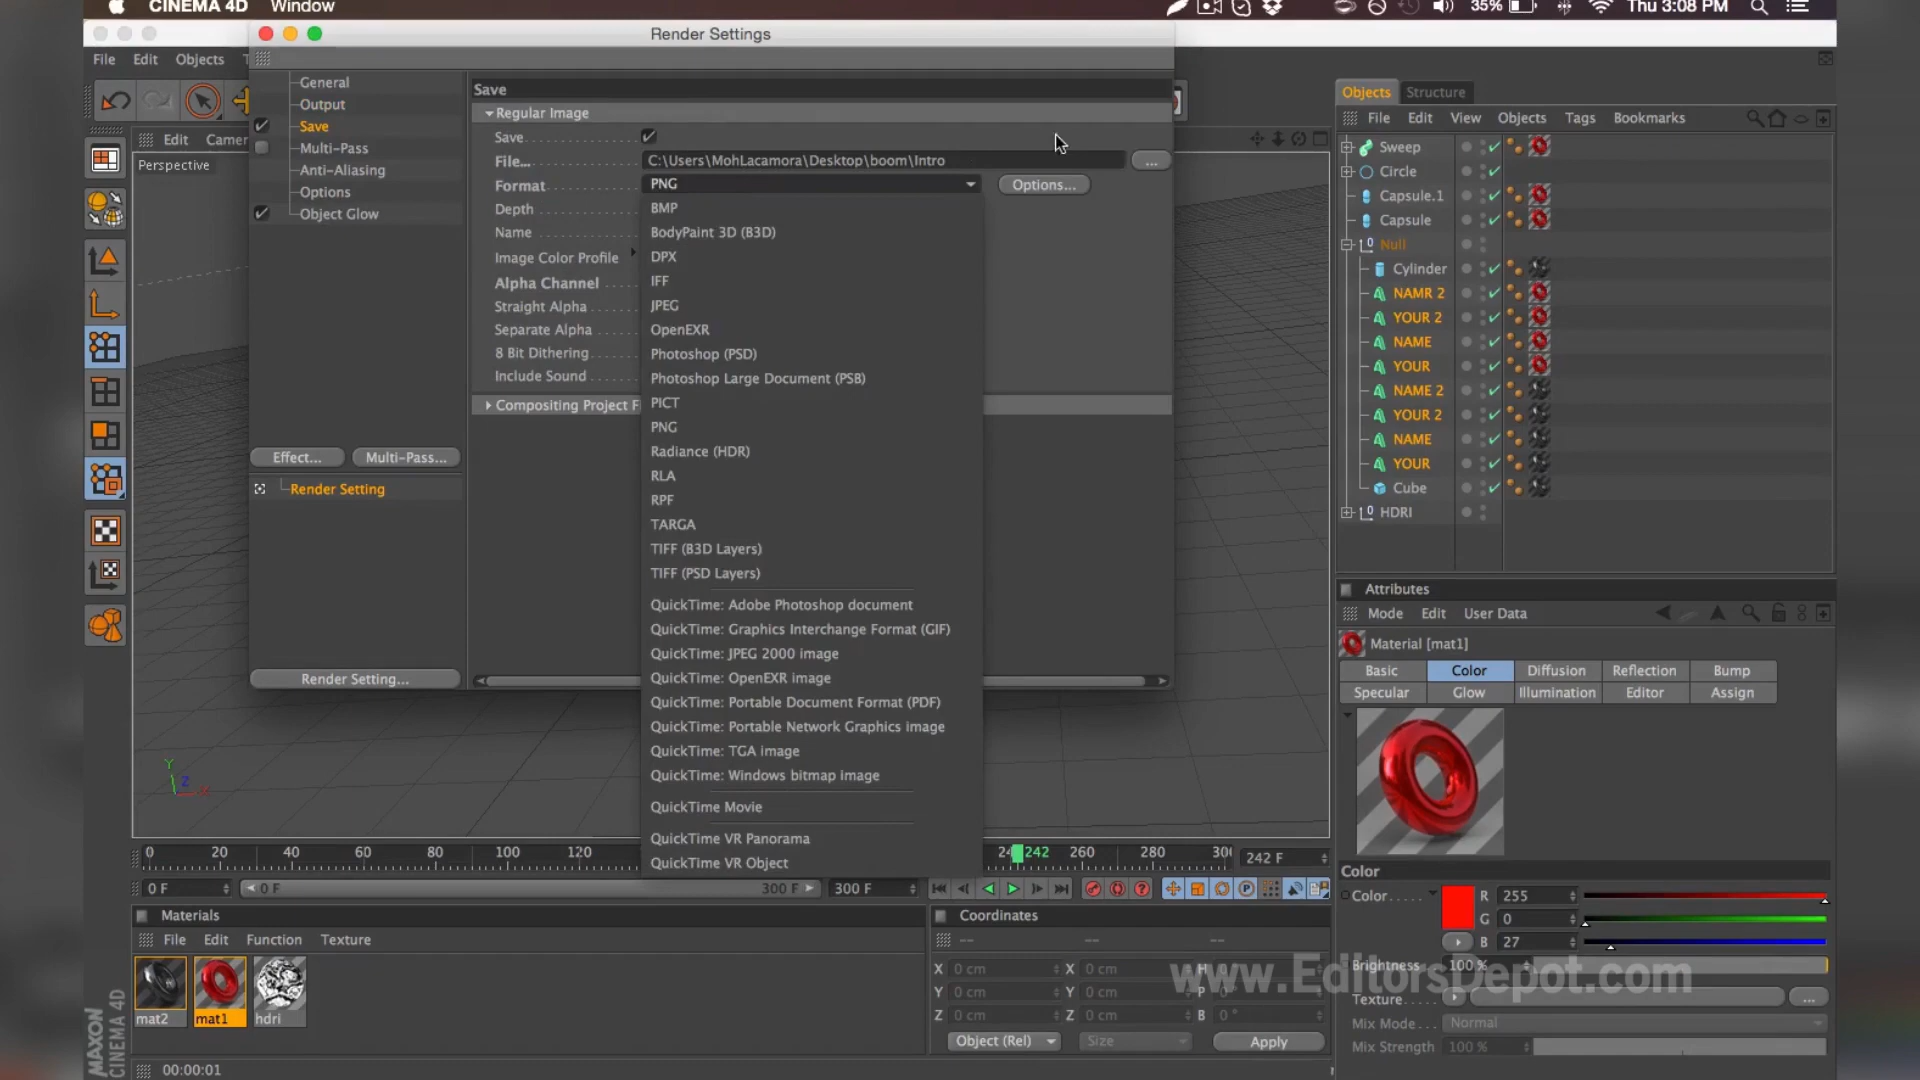 CINEMA 4D Window
35% Thu 3:08 PM
Render Settings
File Edit Objects
General
Output
Save
Multi-Pass
Anti-Aliasing
Options
Object Glow
Effect... Multi-Pass...
Render Setting
Render Setting...
Save
Regular Image
Save
File... C:\Users\MohLacamora\Desktop\boom\Intro ...
Format PNG Options...
Depth
Name
Image Color Profile
Alpha Channel
Straight Alpha
Separate Alpha
8 Bit Dithering
Include Sound
Compositing Project F
BMP
BodyPaint 3D (B3D)
DPX
IFF
JPEG
OpenEXR
Photoshop (PSD)
Photoshop Large Document (PSB)
PICT
PNG
Radiance (HDR)
RLA
RPF
TARGA
TIFF (B3D Layers)
TIFF (PSD Layers)
QuickTime: Adobe Photoshop document
QuickTime: Graphics Interchange Format (GIF)
QuickTime: JPEG 2000 image
QuickTime: OpenEXR image
QuickTime: Portable Document Format (PDF)
QuickTime: Portable Network Graphics image
QuickTime: TGA image
QuickTime: Windows bitmap image
QuickTime Movie
QuickTime VR Panorama
QuickTime VR Object
Edit Camer
Perspective
Y Z X
0 20 40 60 80 100 120 242 260 280 242 F
0 F 0 F 300 F 300 F
Materials
File Edit Function Texture
mat2 mat1 hdri
Coordinates
-- -- --
X 0 cm X 0 cm H 0 °
Y 0 cm Y 0 cm P 0 °
Z 0 cm Z 0 cm B 0 °
Object (Rel) Size Apply
00:00:01
MAXON
CINEMA 4D
Objects Structure
File Edit View Objects Tags Bookmarks
Sweep
Circle
Capsule.1
Capsule
Null
Cylinder
NAMR 2
YOUR 2
NAME
YOUR
NAME 2
YOUR 2
NAME
YOUR
Cube
HDRI
Attributes
Mode Edit User Data
Material [mat1]
Basic Color Diffusion Reflection Bump
Specular Glow Illumination Editor Assign
Color
Color R 255
G 0
B 27
Brightness 100 %
Texture ...
Mix Mode Normal
Mix Strength 100 %
www.EditorsDepot.com